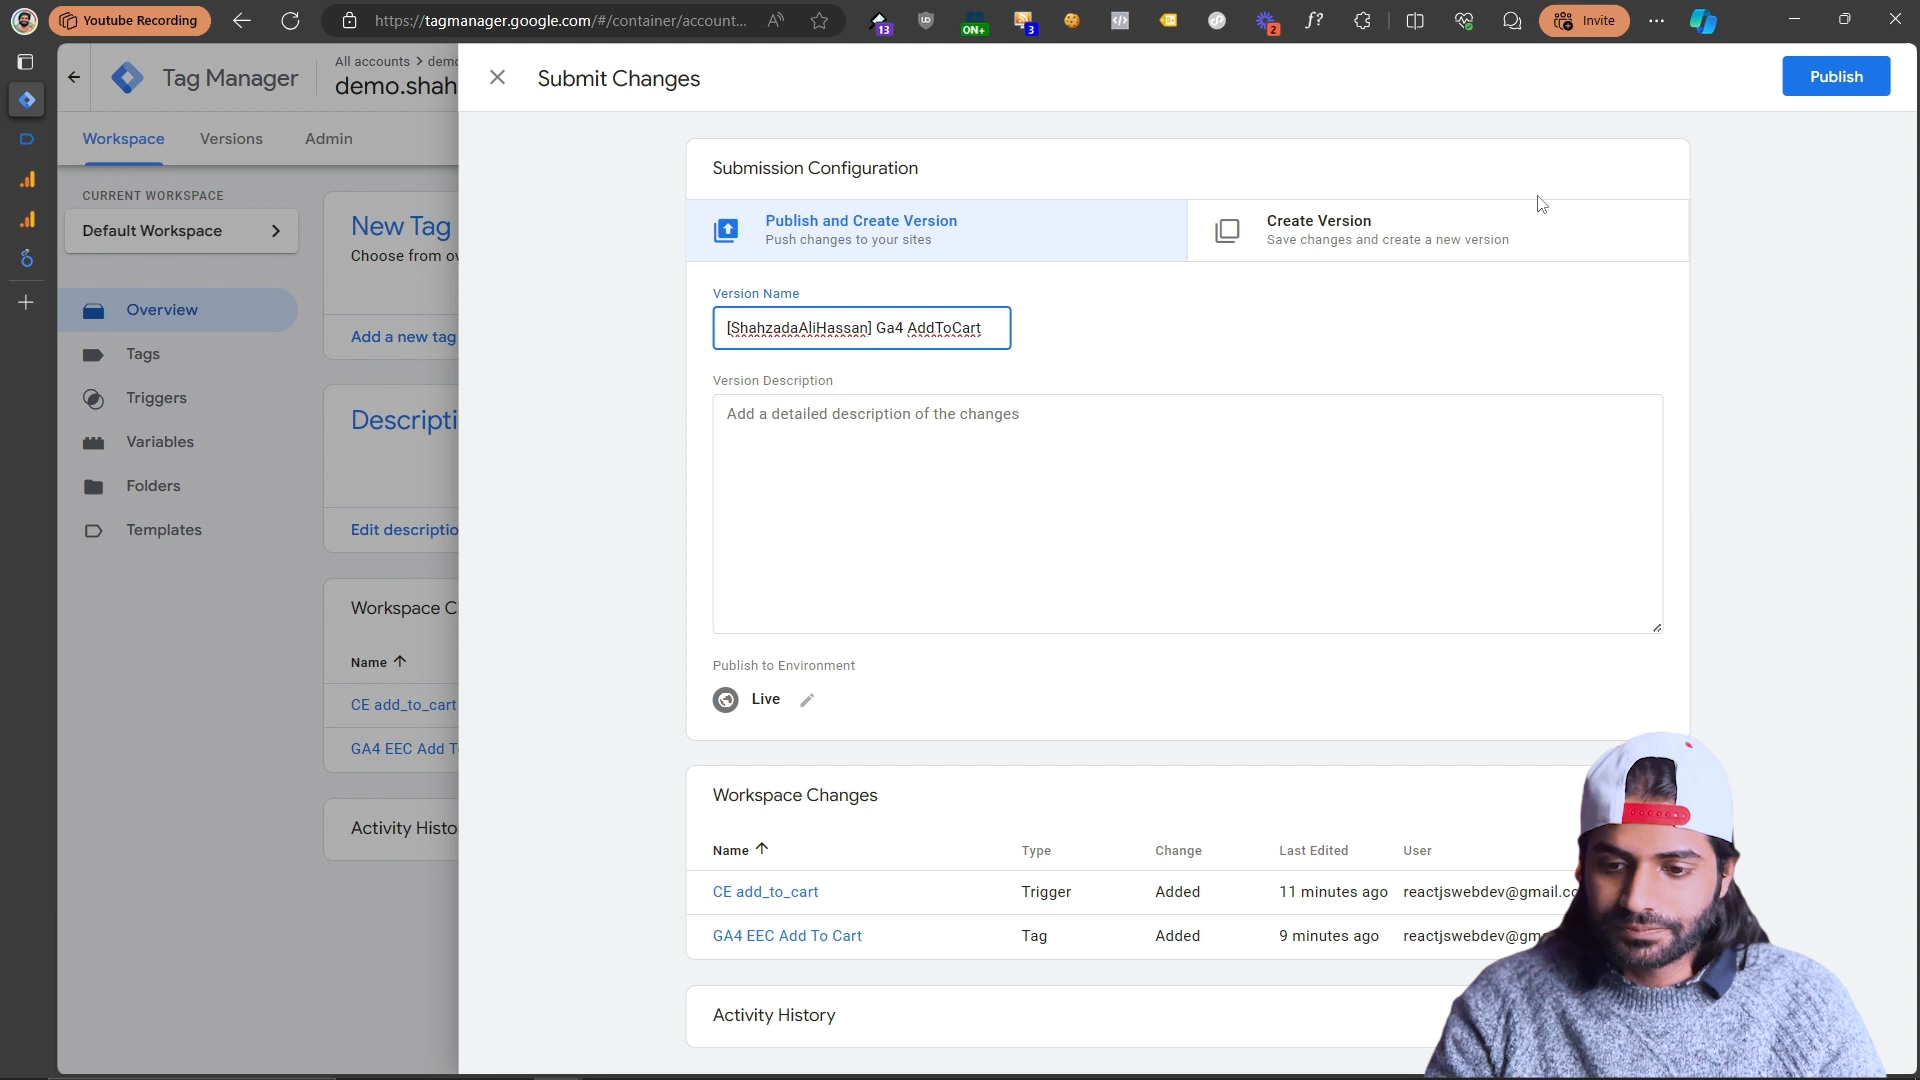 Youtube Recording
https://tagmanager.google.com/#/container/account...
13
ON+
3
2
f?
Invite
Tag Manager
All accounts > demo
demo.shah
Workspace
Versions
Admin
CURRENT WORKSPACE
Default Workspace
Overview
Tags
Triggers
Variables
Folders
Templates
New Tag
Choose from ov
Add a new tag
Descripti
Edit descriptio
Workspace C
Name
CE add_to_cart
GA4 EEC Add T
Activity Histo
Submit Changes
Publish
Submission Configuration
Publish and Create Version
Push changes to your sites
Create Version
Save changes and create a new version
Version Name
[ShahzadaAliHassan] Ga4 AddToCart
Version Description
Add a detailed description of the changes
Publish to Environment
Live
Workspace Changes
Name Type Change Last Edited User
CE add_to_cart Trigger Added 11 minutes ago reactjswebdev@gmail.co
GA4 EEC Add To Cart Tag Added 9 minutes ago reactjswebdev@gm
Activity History